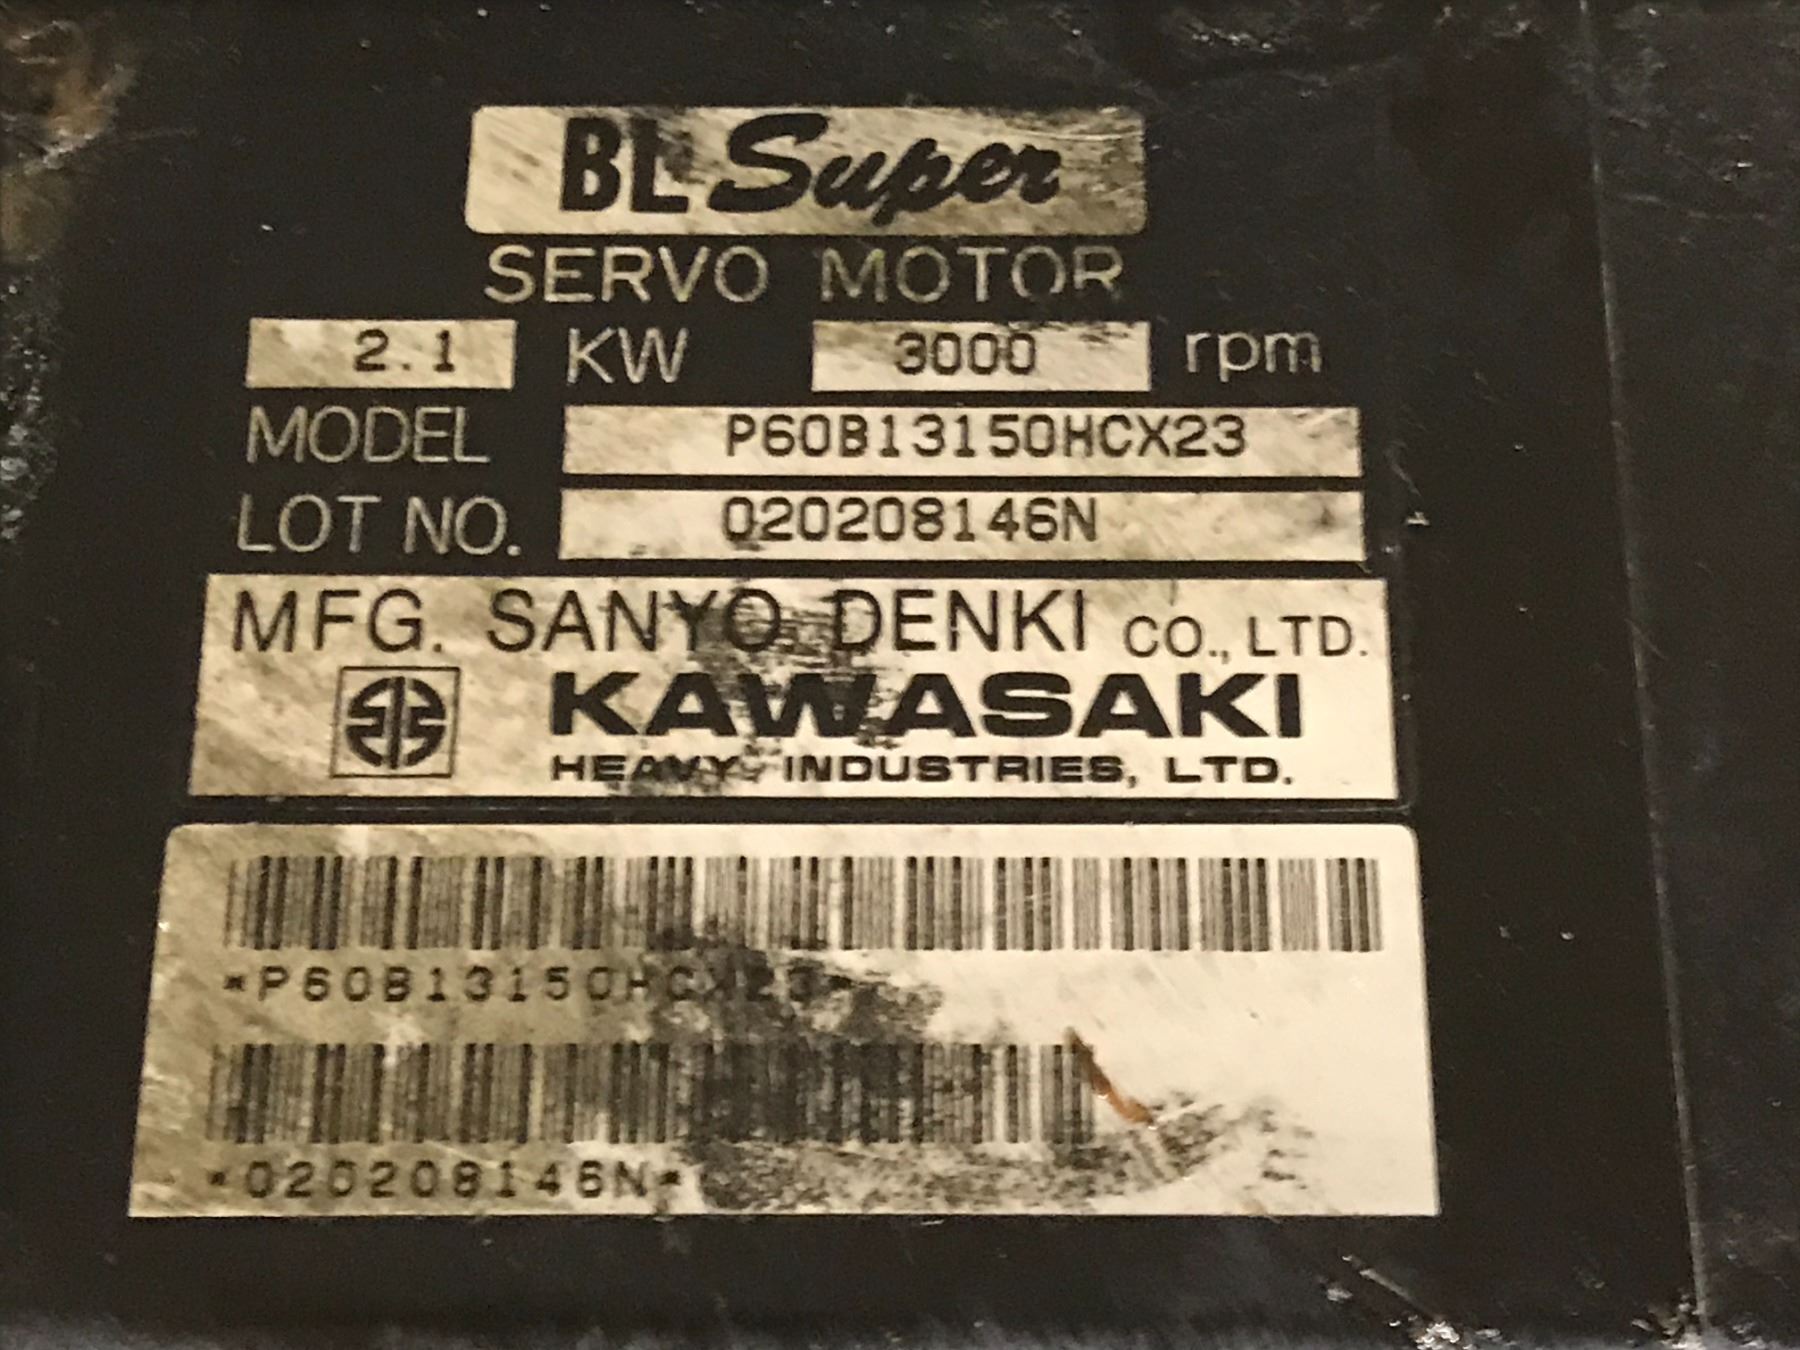 BL Super
SERVO MOTOR
2.1 KW 3000 rpm
MODEL P60B13150HCX23
LOT NO. 020208146N
MFG. SANYO DENKI CO., LTD.
KAWASAKI
HEAVY INDUSTRIES, LTD.
*P60B13150HCX23*
*020208146N*